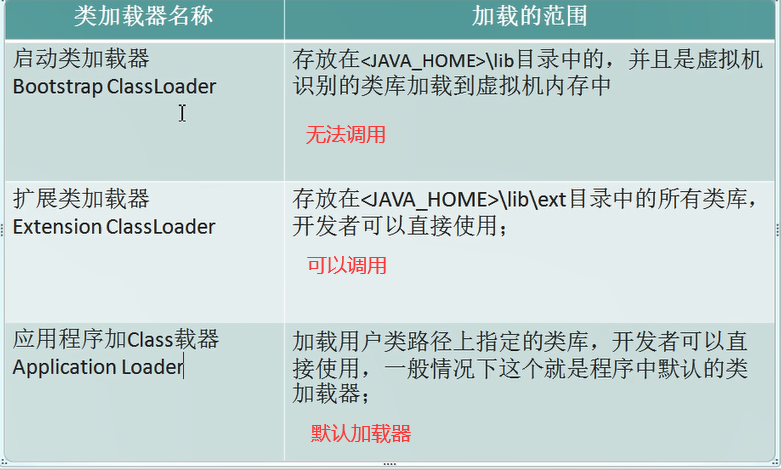 类加载器名称
加载的范围
启动类加载器
Bootstrap ClassLoader
存放在<JAVA_HOME>\lib目录中的，并且是虚拟机
识别的类库加载到虚拟机内存中
无法调用
扩展类加载器
Extension ClassLoader
存放在<JAVA_HOME>\lib\ext目录中的所有类库，
开发者可以直接使用；
可以调用
应用程序加Class载器
Application Loader
加载用户类路径上指定的类库，开发者可以直
接使用，一般情况下这个就是程序中默认的类
加载器；
默认加载器